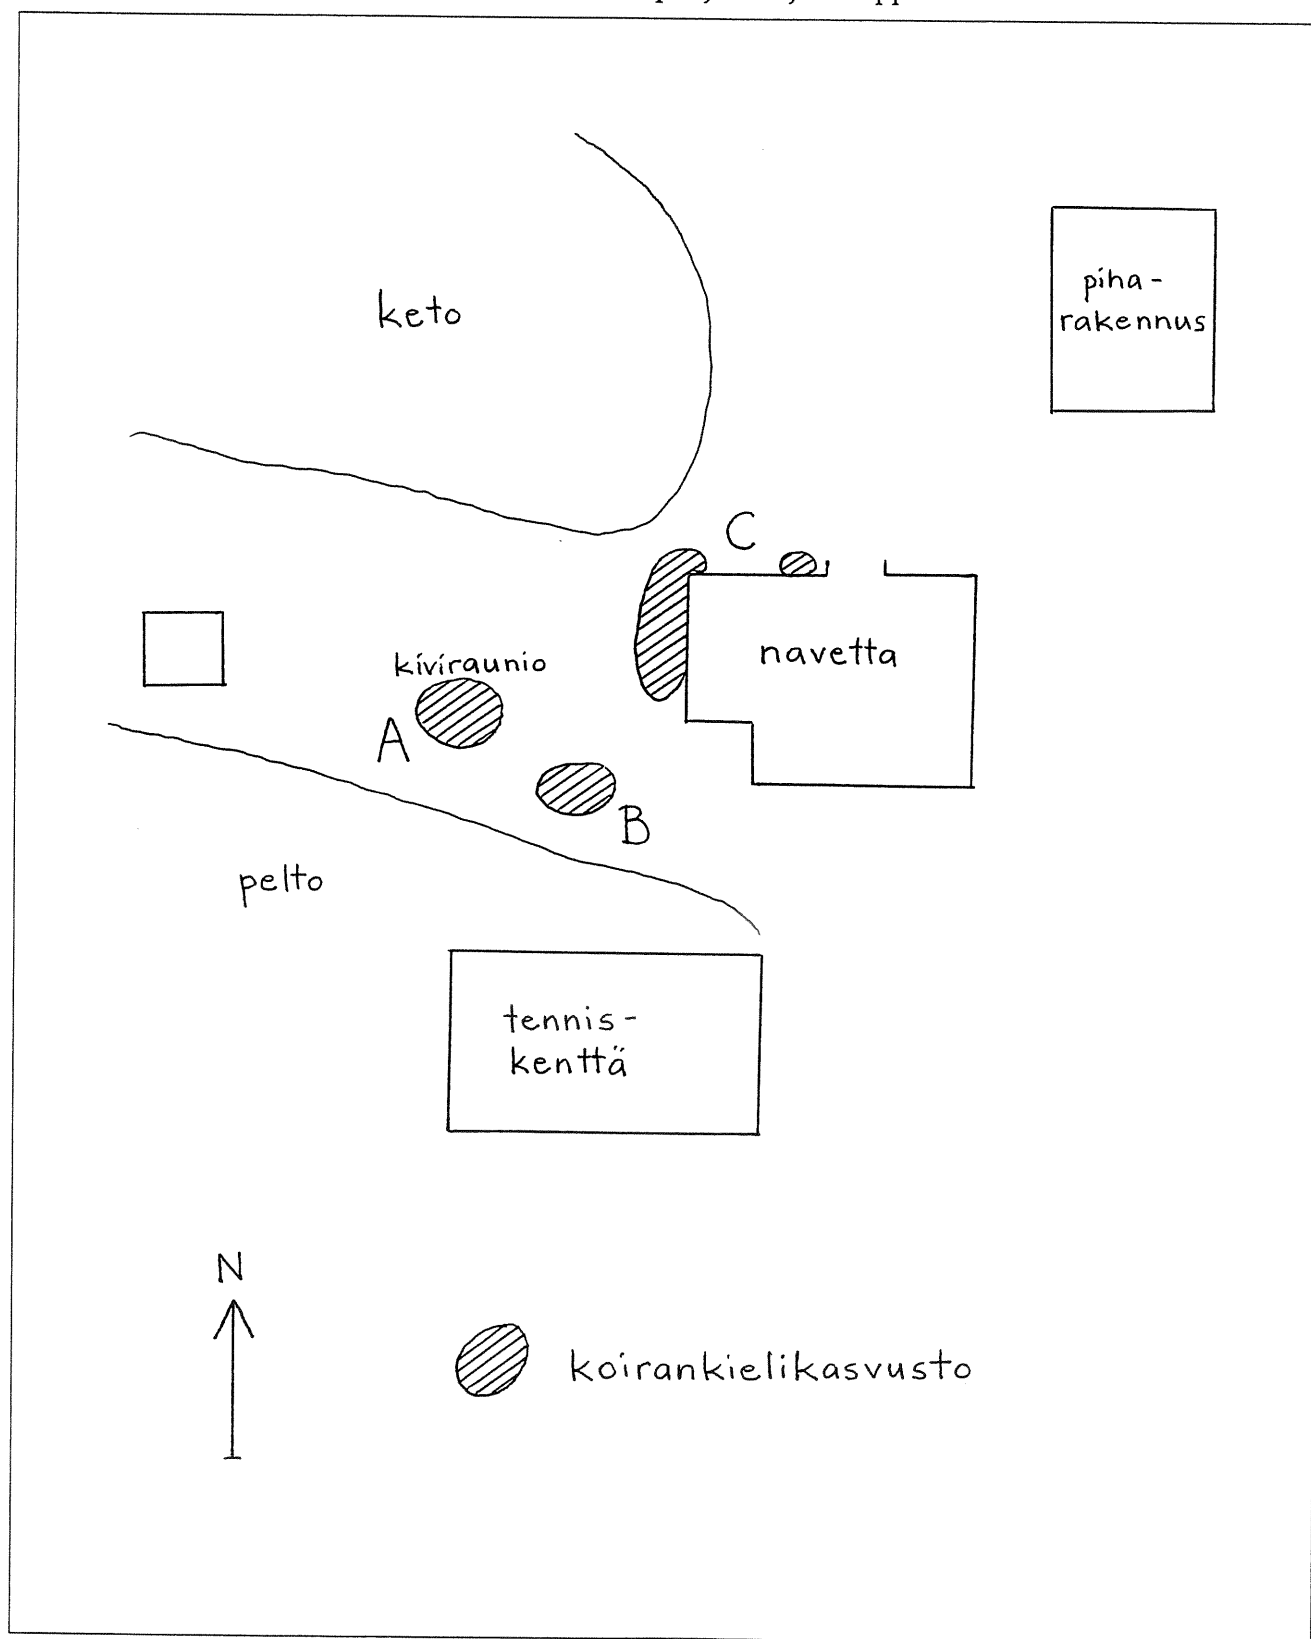 keto
piha-
rakennus
C
navetta
kiviraunio
A
B
pelto
tennis-
kenttä
N
koirankielikasvusto